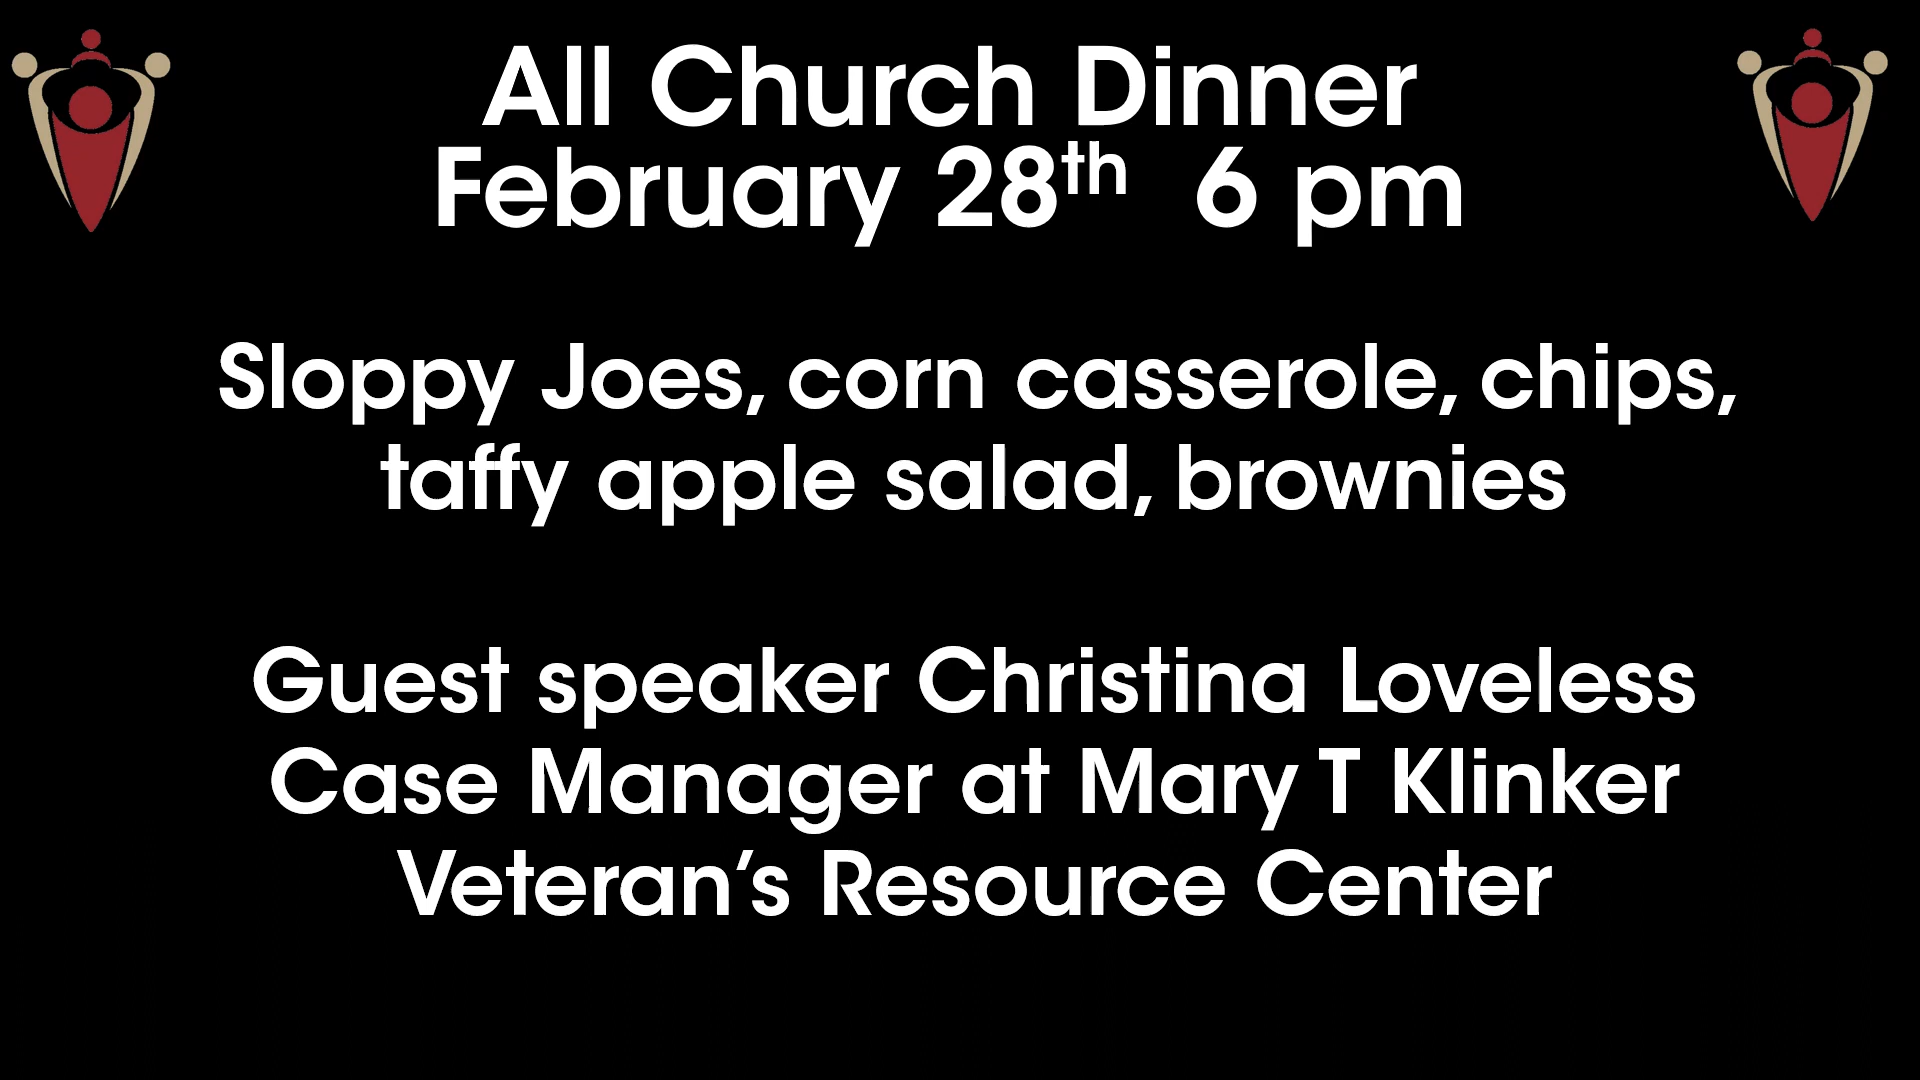 All Church Dinner
February 28th 6 pm
Sloppy Joes, corn casserole, chips,
taffy apple salad, brownies
Guest speaker Christina Loveless
Case Manager at Mary T Klinker
Veteran’s Resource Center